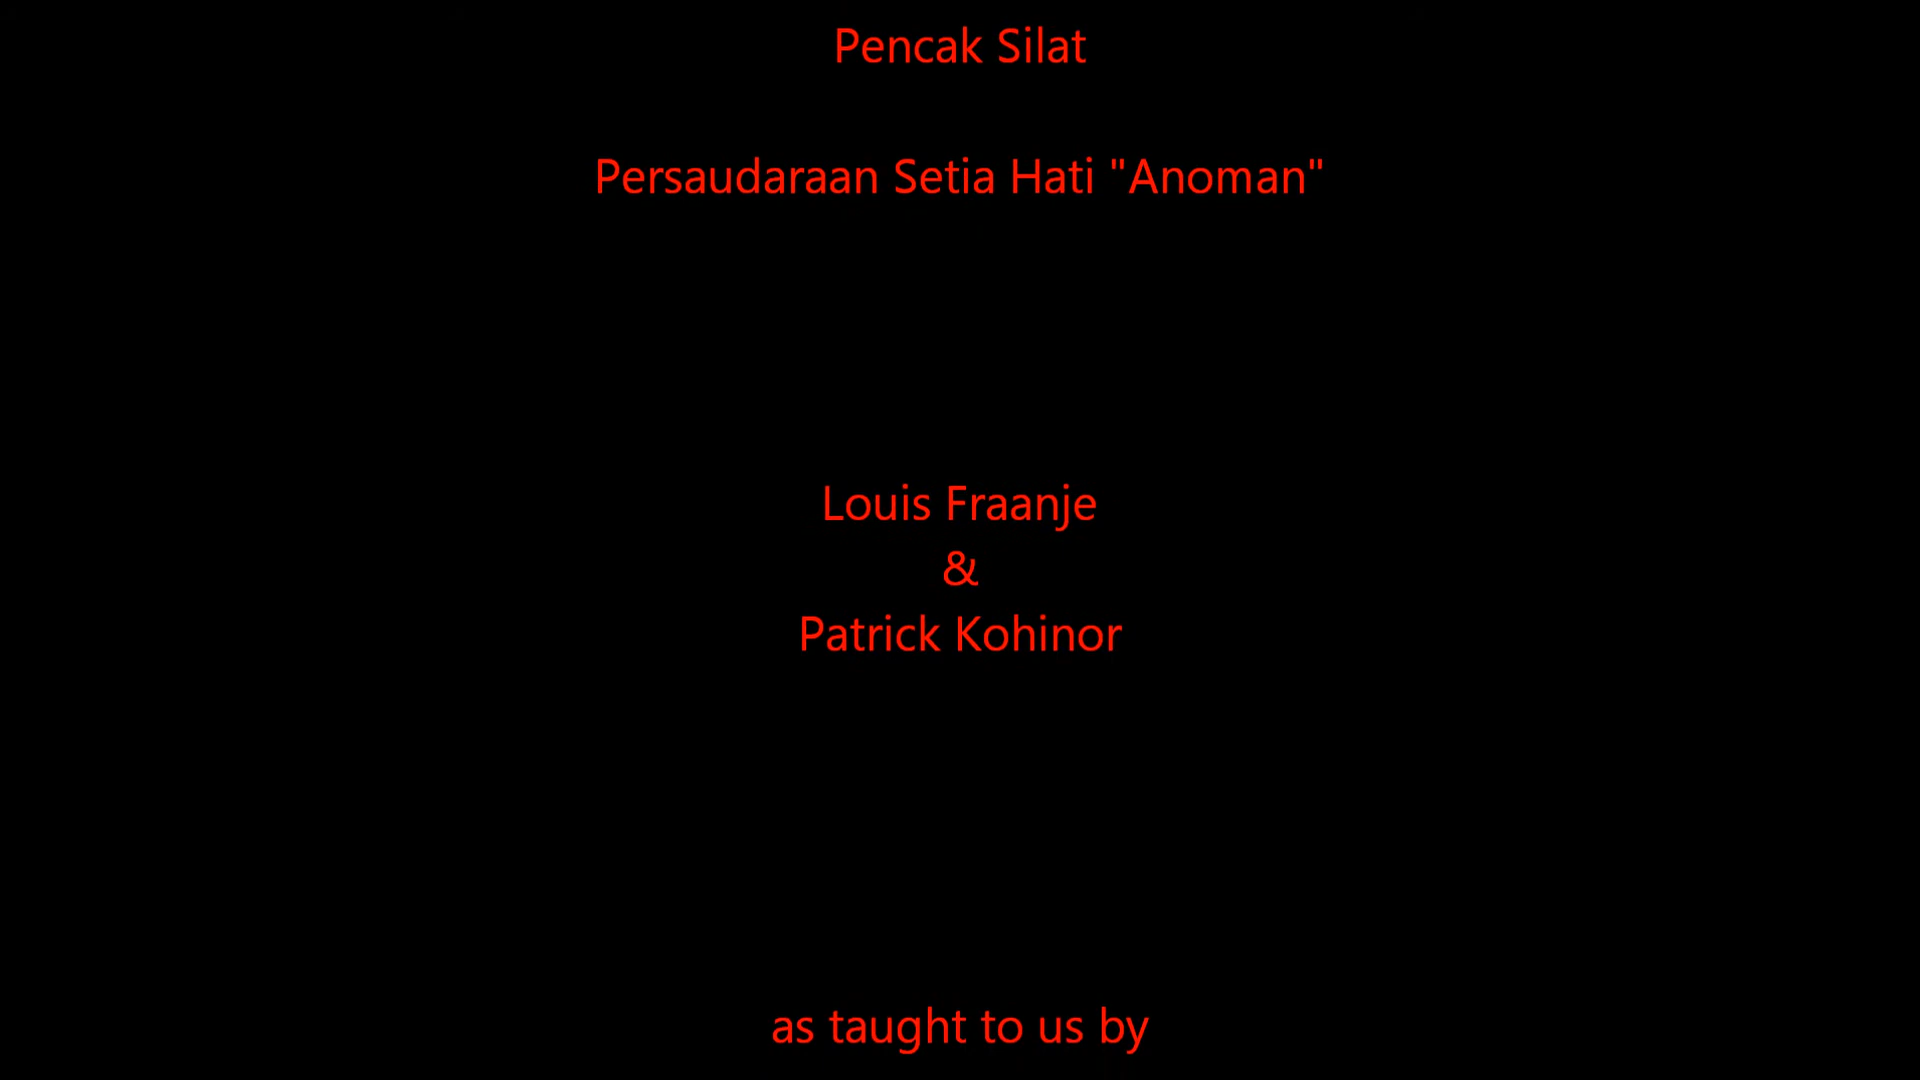 Pencak Silat
Persaudaraan Setia Hati "Anoman"
Louis Fraanje
&
Patrick Kohinor
as taught to us by